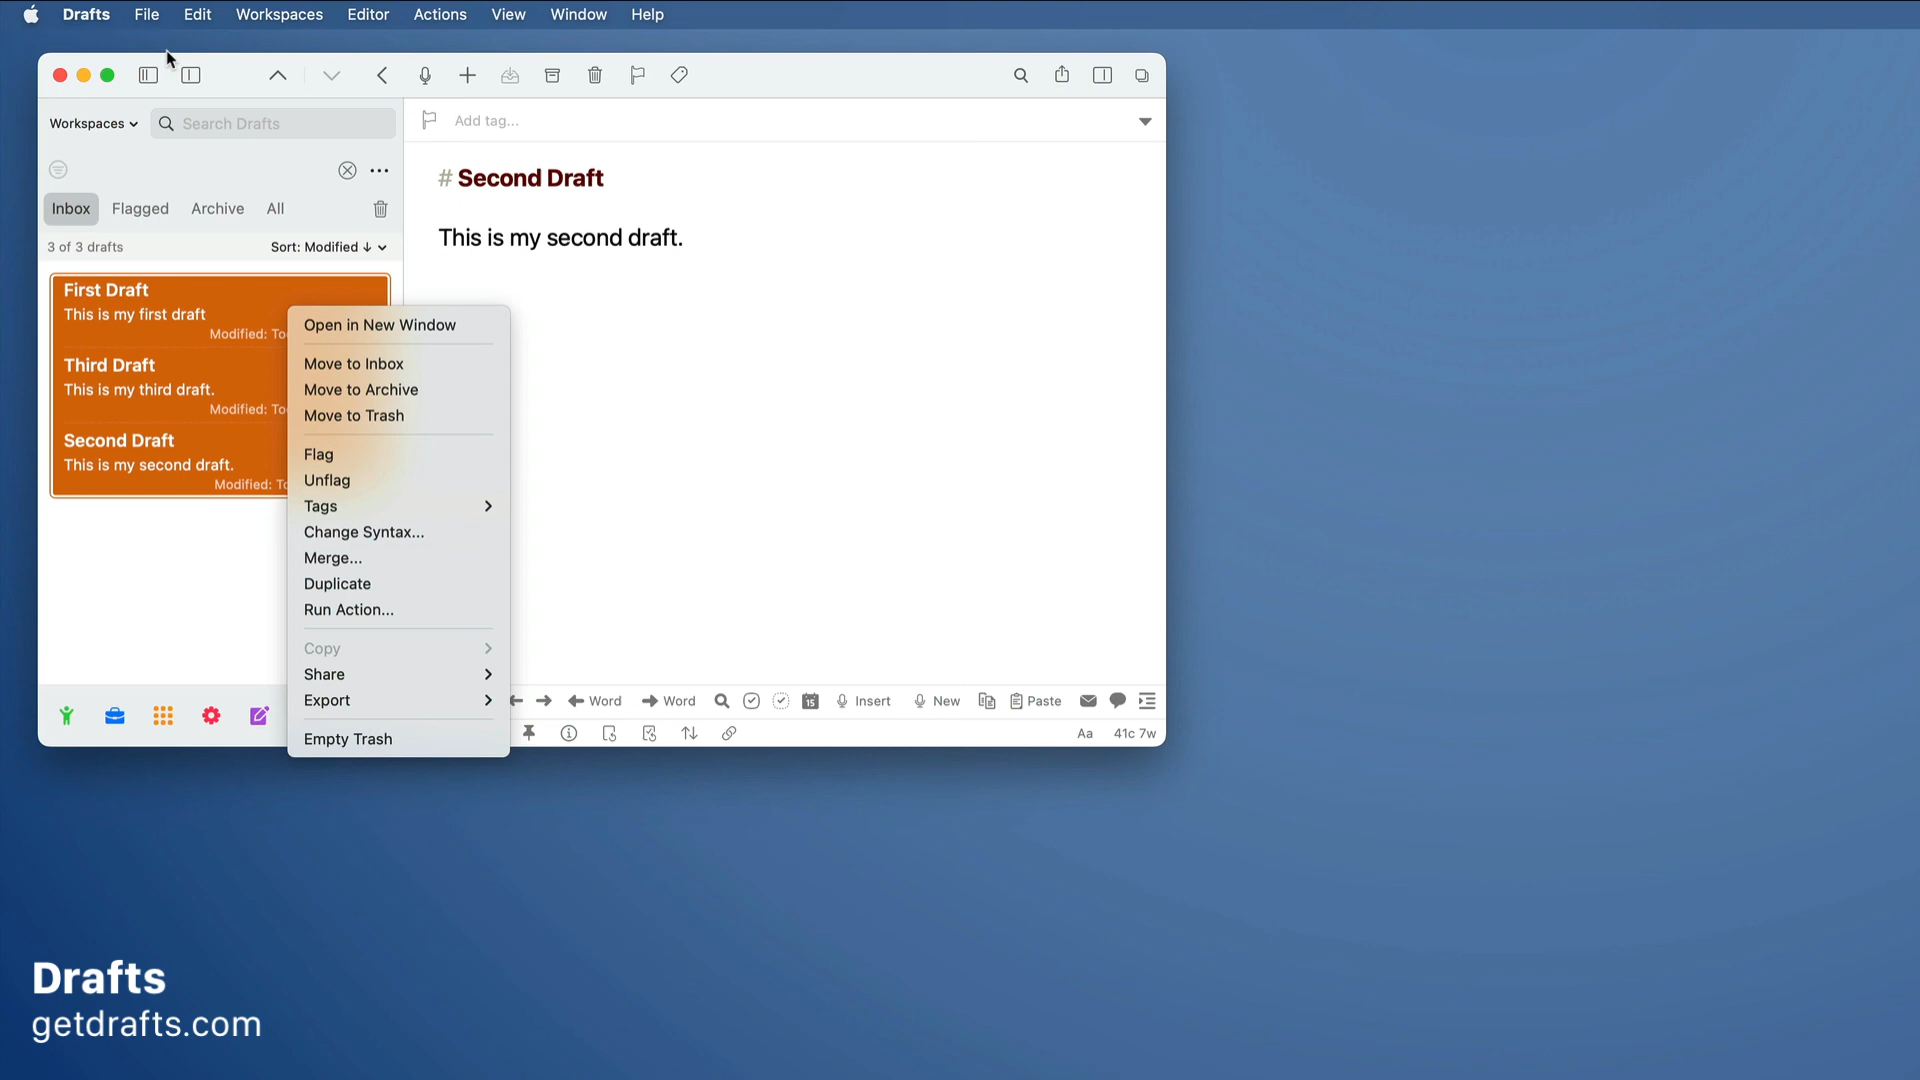 Drafts File Edit Workspaces Editor Actions View Window Help
Workspaces Search Drafts
Add tag...
Inbox Flagged Archive All
3 of 3 drafts Sort: Modified ↓
First Draft
This is my first draft
Modified: To
Third Draft
This is my third draft.
Modified: To
Second Draft
This is my second draft.
Modified: To
Open in New Window
Move to Inbox
Move to Archive
Move to Trash
Flag
Unflag
Tags
Change Syntax...
Merge...
Duplicate
Run Action...
Copy
Share
Export
Empty Trash
# Second Draft
This is my second draft.
← → ← Word → Word 15 Insert New Paste
Aa 41c 7w
Drafts
getdrafts.com